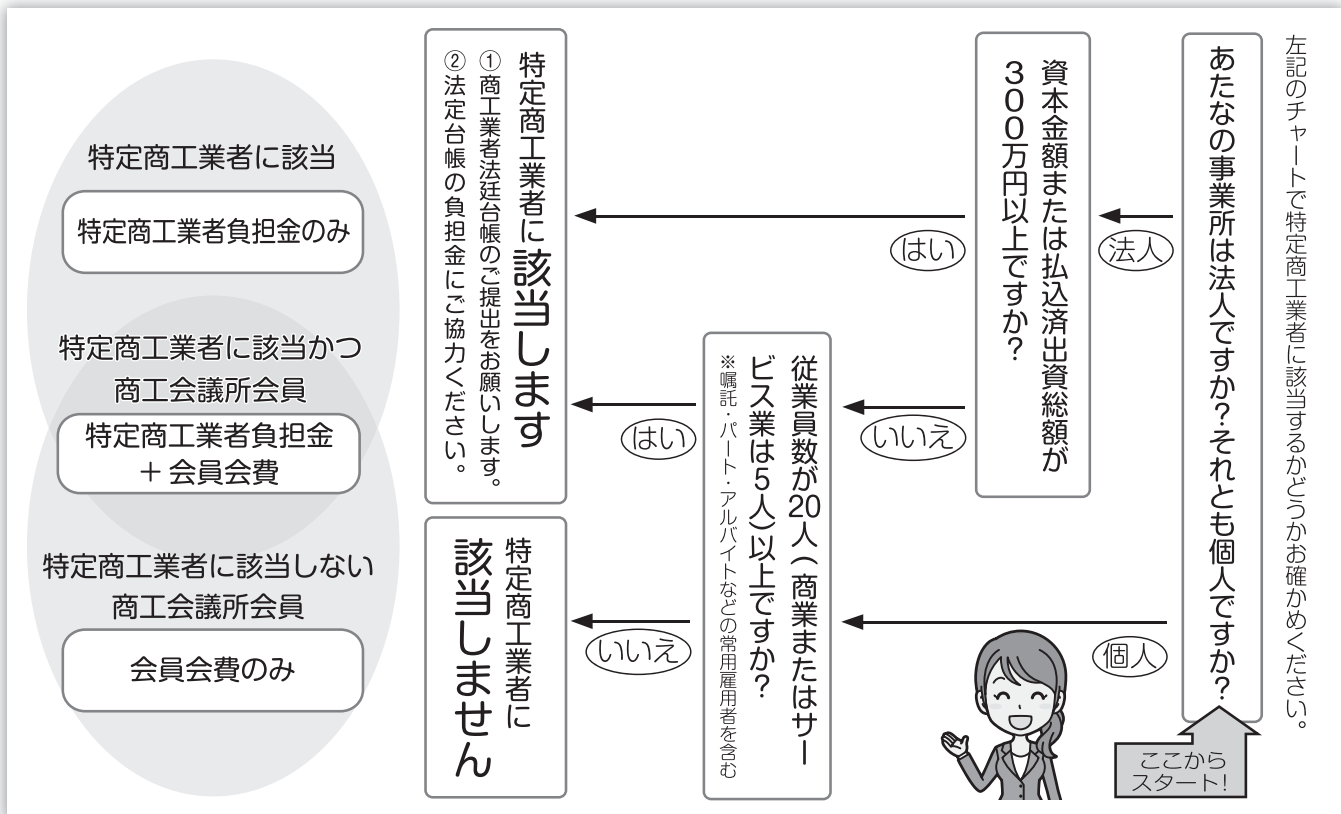 左記のチャートで特定商工業者に該当するかどうかお確かめください。
あたなの事業所は法人ですか?それとも個人ですか?
ここから
スタート!
法人
個人
資本金額または払込済出資総額が
300万円以上ですか?
はい
いいえ
従業員数が20人(商業またはサー
ビス業は5人)以上ですか?
※嘱託・パート・アルバイトなどの常用雇用者を含む
はい
いいえ
特定商工業者に該当します
①商工業者法廷台帳のご提出をお願いします。
②法定台帳の負担金にご協力ください。
特定商工業者に
該当しません
特定商工業者に該当
特定商工業者負担金のみ
特定商工業者に該当かつ
商工会議所会員
特定商工業者負担金
+ 会員会費
特定商工業者に該当しない
商工会議所会員
会員会費のみ